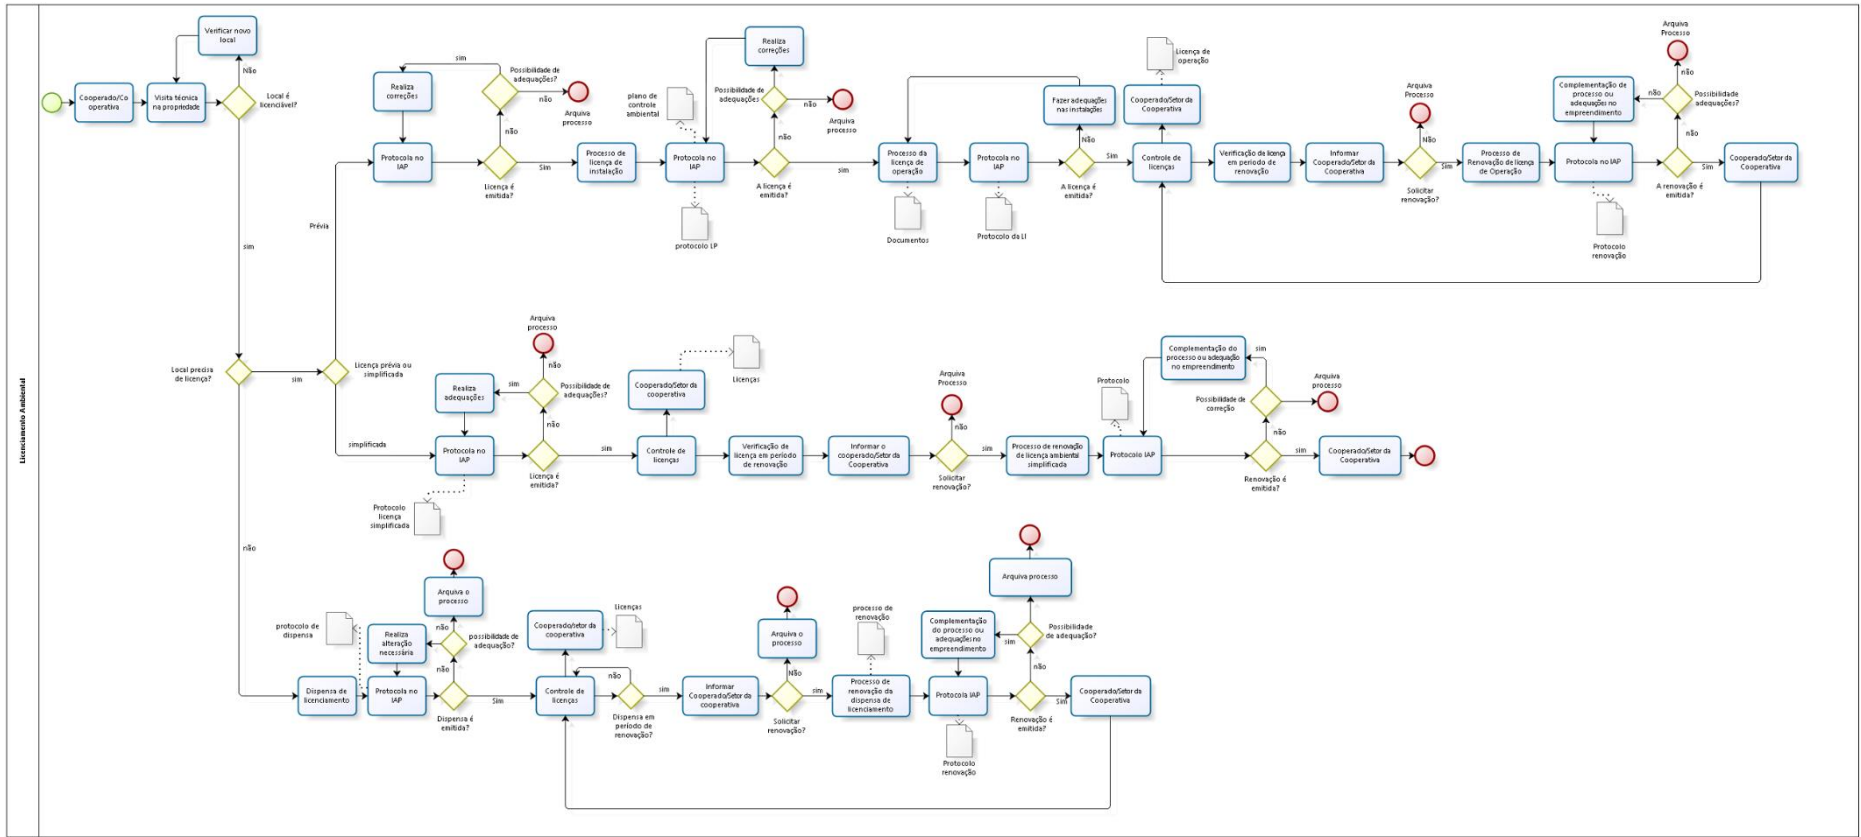 Licenciamento Ambiental
Cooperado/Co
operativa
Visita técnica
na propriedade
Verificar novo
local
Não
Local é
licenciável?
sim
Local precisa
de licença?
sim
Licença prévia ou
simplificada
Prévia
simplificada
não
Protocola no
IAP
Realiza
correções
sim
Possibilidade de
adequações?
não
Arquiva
processo
não
Licença é
emitida?
Sim
Processo de
licença de
instalação
plano de
controle
ambiental
Protocola no
IAP
protocolo LP
Realiza
correções
Possibilidade de
adequações
não
Arquiva
processo
não
A licença é
emitida?
sim
Processo da
licença de
operação
Documentos
Protocola no
IAP
Protocolo da LI
Fazer adequações
nas instalações
Não
A licença é
emitida?
Sim
Licença de
operação
Cooperado/Setor da
Cooperativa
Controle de
licenças
Verificação da licença
em período de
renovação
Informar
Cooperado/Setor da
Cooperativa
Arquiva
Processo
Não
Sim
Solicitar
renovação?
Processo de
Renovação de licença
de Operação
Complementação de
processo ou
adequações no
empreendimento
Protocola no IAP
Protocolo
renovação
Arquiva
Processo
não
não
Possibilidade
adequações?
não
A renovação é
emitida?
Sim
Cooperado/Setor da
Cooperativa
Realiza
adequações
Protocola no
IAP
Protocolo
licença
simplificada
Arquiva
processo
não
sim
Possibilidade de
adequações?
não
Licença é
emitida?
sim
Cooperado/Setor da
cooperativa
Licenças
Controle de
licenças
Verificação de
licença em período
de renovação
Informar o
cooperado/Setor da
Cooperativa
Arquiva
Processo
não
sim
Solicitar
renovação?
Processo de renovação
de licença ambiental
simplificada
Protocolo
Protocolo IAP
Complementação do
processo ou adequação
no empreendimento
sim
Possibilidade de
correção
Arquiva
processo
não
Renovação é
emitida?
sim
Cooperado/Setor da
Cooperativa
Dispensa de
licenciamento
protocolo de
dispensa
Realiza
alteração
necessária
Protocola no
IAP
Arquiva o
processo
não
possibilidade de
adequação?
não
Dispensa é
emitida?
Sim
Cooperado/setor da
cooperativa
Licenças
Controle de
licenças
não
sim
Dispensa em
período de
renovação?
Informar
Cooperado/Setor da
cooperativa
Arquiva o
processo
Não
sim
Solicitar
renovação?
processo de
renovação
Processo de
renovação da
dispensa de
licenciamento
Complementação
do processo ou
adequações no
empreendimento
Protocola IAP
Protocolo
renovação
Arquiva processo
não
sim
Possibilidade
de adequação?
não
Renovação é
emitida?
Sim
Cooperado/Setor da
Cooperativa